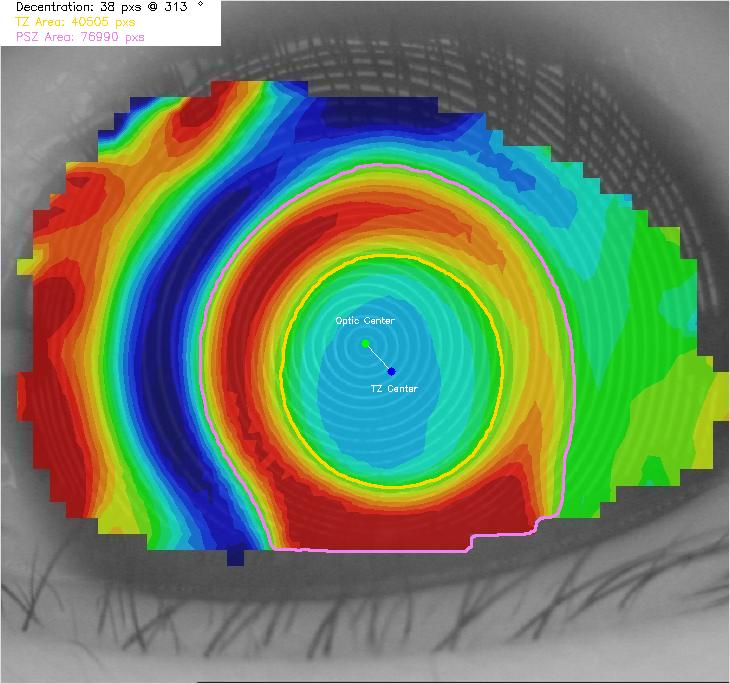 Decentration: 38 pxs @ 313 °
TZ Area: 40505 pxs
PSZ Area: 76990 pxs
Optic Center
TZ Center